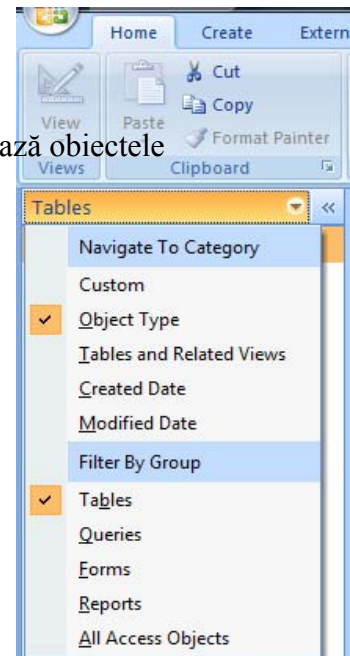 Home Create Extern
Cut
Copy
Format Painter
View
Paste
ază obiectele
Views Clipboard
Tables
Navigate To Category
Custom
Object Type
Tables and Related Views
Created Date
Modified Date
Filter By Group
Tables
Queries
Forms
Reports
All Access Objects